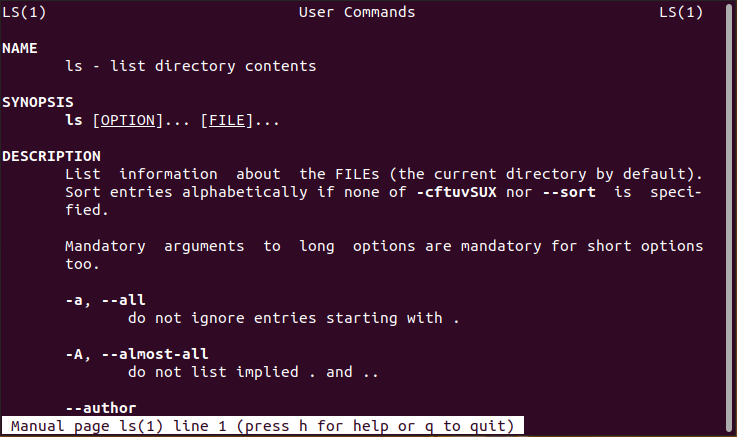 LS(1) User Commands LS(1)
NAME
ls - list directory contents
SYNOPSIS
ls [OPTION]... [FILE]...
DESCRIPTION
List information about the FILEs (the current directory by default).
Sort entries alphabetically if none of -cftuvSUX nor --sort is speci-
fied.
Mandatory arguments to long options are mandatory for short options
too.
-a, --all
do not ignore entries starting with .
-A, --almost-all
do not list implied . and ..
--author
Manual page ls(1) line 1 (press h for help or q to quit)